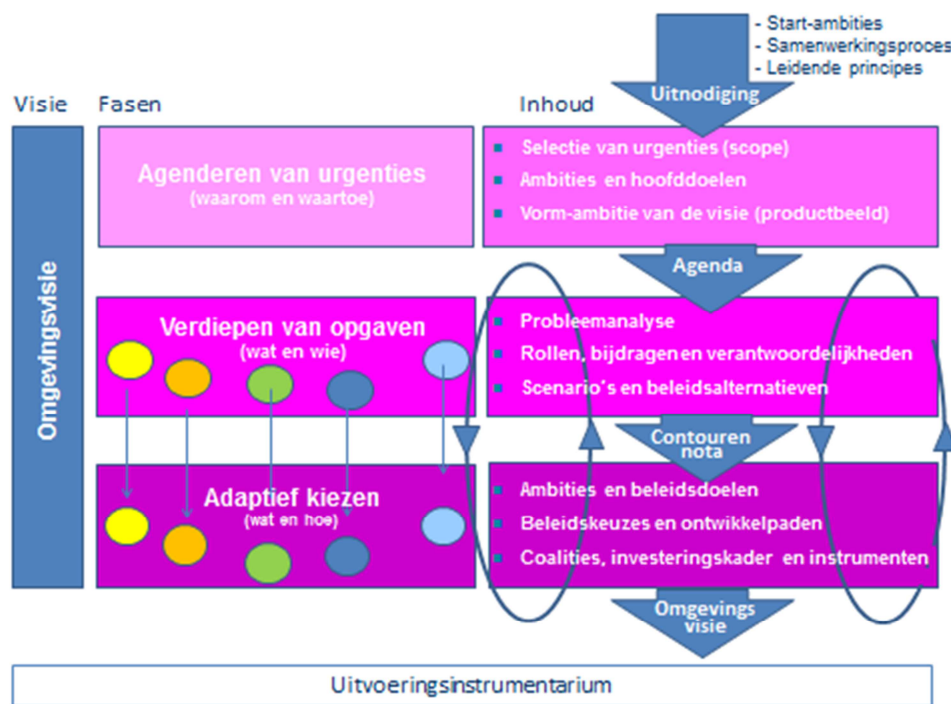 - Start-ambities
- Samenwerkingsproces
- Leidende principes
Uitnodiging
Visie
Fasen
Inhoud
Omgevingsvisie
Agenderen van urgenties
(waarom en waartoe)
Selectie van urgenties (scope)
Ambities en hoofddoelen
Vorm-ambitie van de visie (productbeeld)
Agenda
Verdiepen van opgaven
(wat en wie)
Probleemanalyse
Rollen, bijdragen en verantwoordelijkheden
Scenario's en beleidsalternatieven
Contouren
nota
Adaptief kiezen
(wat en hoe)
Ambities en beleidsdoelen
Beleidskeuzes en ontwikkelpaden
Coalities, investeringskader en instrumenten
Omgevings
visie
Uitvoeringsinstrumentarium